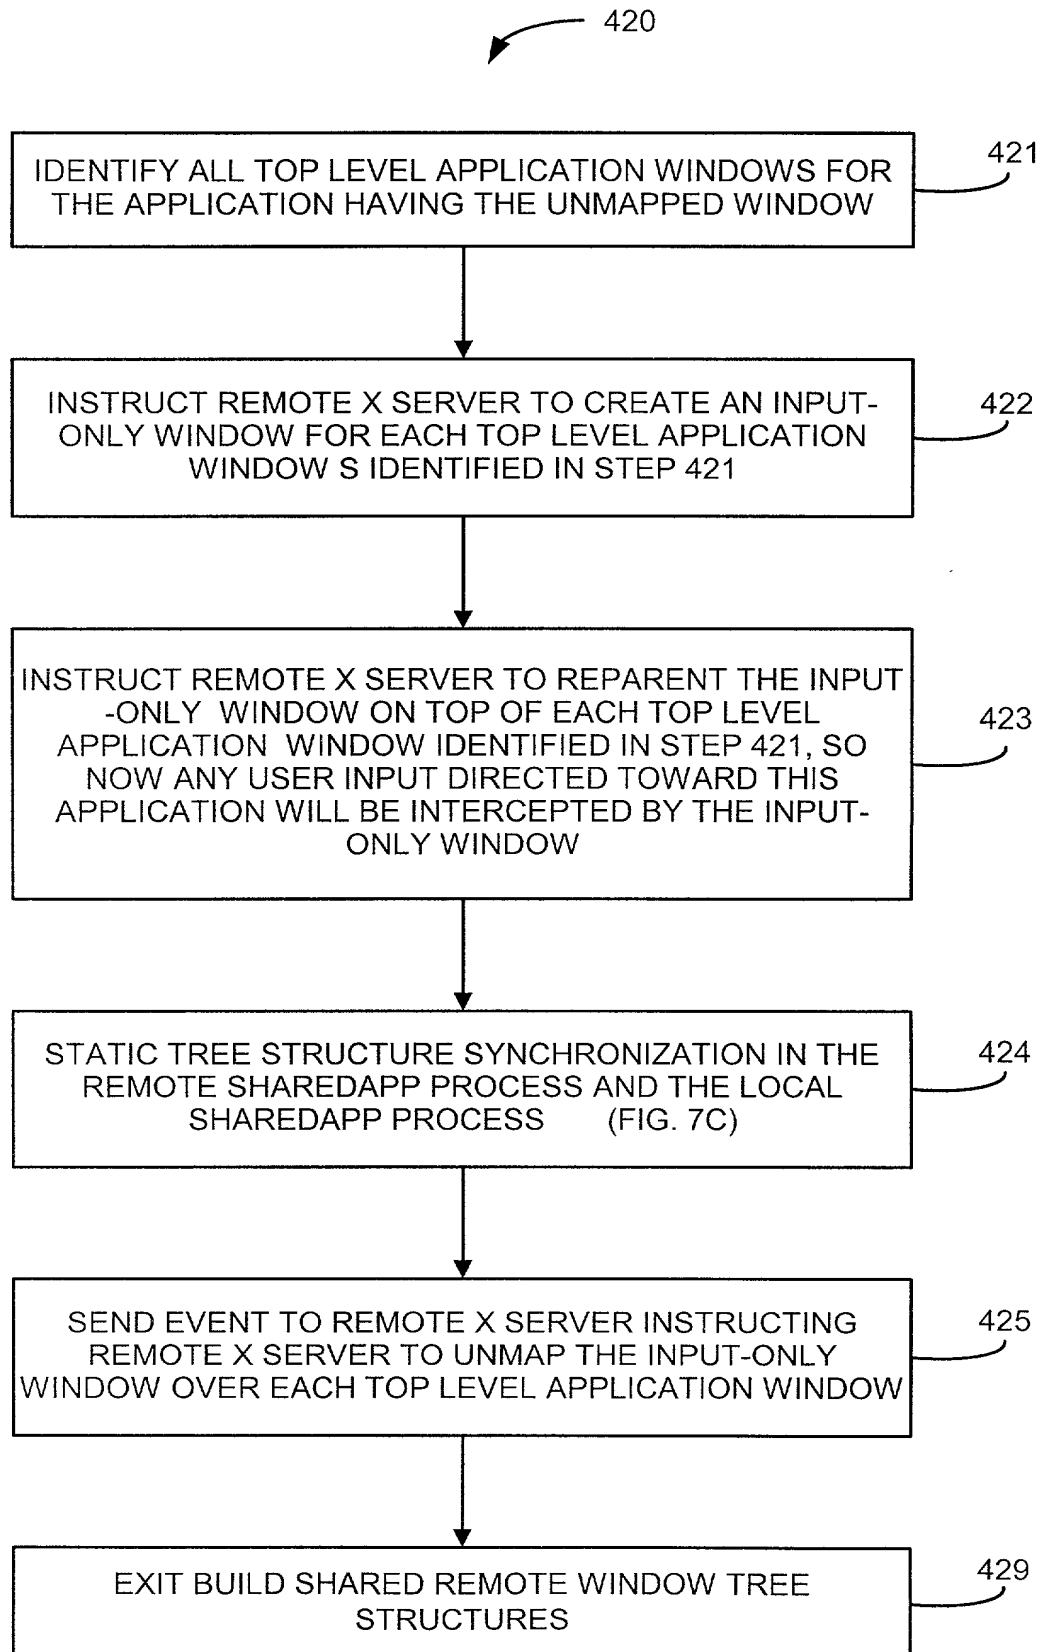 420
IDENTIFY ALL TOP LEVEL APPLICATION WINDOWS FOR
THE APPLICATION HAVING THE UNMAPPED WINDOW
421
INSTRUCT REMOTE X SERVER TO CREATE AN INPUT-
ONLY WINDOW FOR EACH TOP LEVEL APPLICATION
WINDOW S IDENTIFIED IN STEP 421
422
INSTRUCT REMOTE X SERVER TO REPARENT THE INPUT
-ONLY WINDOW ON TOP OF EACH TOP LEVEL
APPLICATION WINDOW IDENTIFIED IN STEP 421, SO
NOW ANY USER INPUT DIRECTED TOWARD THIS
APPLICATION WILL BE INTERCEPTED BY THE INPUT-
ONLY WINDOW
423
STATIC TREE STRUCTURE SYNCHRONIZATION IN THE
REMOTE SHAREDAPP PROCESS AND THE LOCAL
SHAREDAPP PROCESS (FIG. 7C)
424
SEND EVENT TO REMOTE X SERVER INSTRUCTING
REMOTE X SERVER TO UNMAP THE INPUT-ONLY
WINDOW OVER EACH TOP LEVEL APPLICATION WINDOW
425
EXIT BUILD SHARED REMOTE WINDOW TREE
STRUCTURES
429